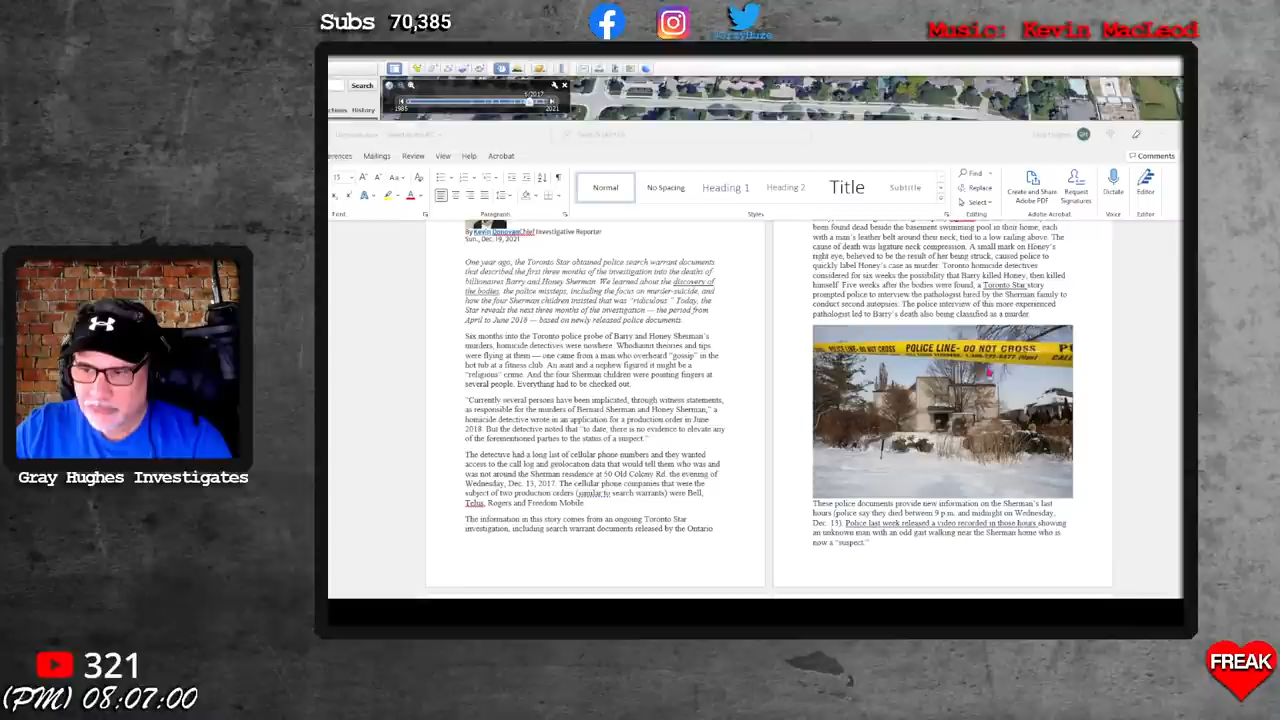 Subs 70,385
Music: Kevin MacLeod
Search
5/2017
1985
2021
History
Mailings Review View Help Acrobat
Comments
15
Aa
Normal
No Spacing
Heading 1
Heading 2
Title
Subtitle
Find
Replace
Select
Create and Share
Adobe PDF
Request
Signatures
Dictate
Editor
Font
Paragraph
Styles
Editing
Adobe Acrobat
Voice
Editor
By Kevin DonovanChief Investigative Reporter
Sun., Dec. 19, 2021
One year ago, the Toronto Star obtained police search warrant documents
that described the first three months of the investigation into the deaths of
billionaires Barry and Honey Sherman. We learned about the discovery of
the bodies, the police missteps, including the focus on murder-suicide, and
how the four Sherman children insisted that was "ridiculous." Today, the
Star reveals the next three months of the investigation — the period from
April to June 2018 — based on newly released police documents.
Six months into the Toronto police probe of Barry and Honey Sherman's
murders, homicide detectives were nowhere. Whodunnit theories and tips
were flying at them — one came from a man who overheard "gossip" in the
hot tub at a fitness club. An aunt and a nephew figured it might be a
"religious" crime. And the four Sherman children were pointing fingers at
several people. Everything had to be checked out.
"Currently several persons have been implicated, through witness statements,
as responsible for the murders of Bernard Sherman and Honey Sherman," a
homicide detective wrote in an application for a production order in June
2018. But the detective noted that "to date, there is no evidence to elevate any
of the forementioned parties to the status of a suspect."
The detective had a long list of cellular phone numbers and they wanted
access to the call log and geolocation data that would tell them who was and
was not around the Sherman residence at 50 Old Colony Rd. the evening of
Wednesday, Dec. 13, 2017. The cellular phone companies that were the
subject of two production orders (similar to search warrants) were Bell,
Telus, Rogers and Freedom Mobile.
The information in this story comes from an ongoing Toronto Star
investigation, including search warrant documents released by the Ontario
been found dead beside the basement swimming pool in their home, each
with a man's leather belt around their neck, tied to a low railing above. The
cause of death was ligature neck compression. A small mark on Honey's
right eye, believed to be the result of her being struck, caused police to
quickly label Honey's case as murder. Toronto homicide detectives
considered for six weeks the possibility that Barry killed Honey, then killed
himself. Five weeks after the bodies were found, a Toronto Star story
prompted police to interview the pathologist hired by the Sherman family to
conduct second autopsies. The police interview of this more experienced
pathologist led to Barry's death also being classified as a murder.
POLICE LINE- DO NOT CROSS
These police documents provide new information on the Sherman's last
hours (police say they died between 9 p.m. and midnight on Wednesday,
Dec. 13). Police last week released a video recorded in those hours showing
an unknown man with an odd gait walking near the Sherman home who is
now a "suspect."
Gray Hughes Investigates
321
(PM) 08:07:00
FREAK